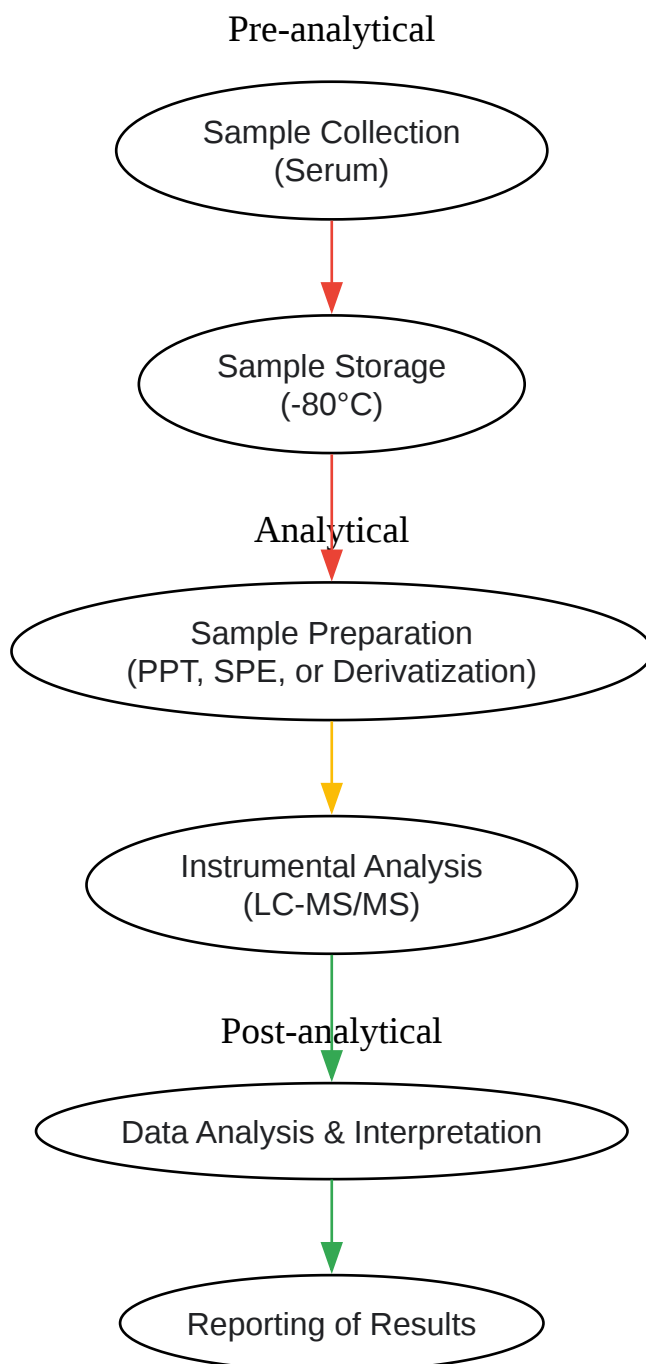 Pre-analytical
Sample Collection
(Serum)
Sample Storage
(-80°C)
Analytical
Sample Preparation
(PPT, SPE, or Derivatization)
Instrumental Analysis
(LC-MS/MS)
Post-analytical
Data Analysis & Interpretation
Reporting of Results